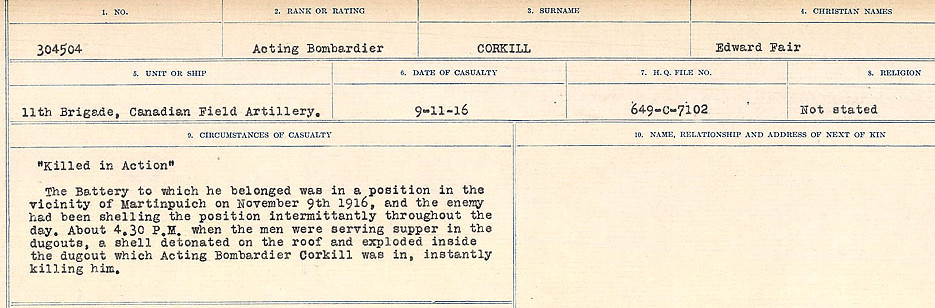 1. NO. 2. RANK OR RATING 3. SURNAME 4. CHRISTIAN NAMES
304504 Acting Bombardier CORKILL Edward Fair
5. UNIT OR SHIP 6. DATE OF CASUALTY 7. H.Q. FILE NO. 8. RELIGION
11th Brigade, Canadian Field Artillery. 9-11-16 649-C-7102 Not stated
9. CIRCUMSTANCES OF CASUALTY 10. NAME, RELATIONSHIP AND ADDRESS OF NEXT OF KIN
"Killed in Action"
The Battery to which he belonged was in a position in the
vicinity of Martinpuich on November 9th 1916, and the enemy
had been shelling the position intermittantly throughout the
day. About 4.30 P.M. when the men were serving supper in the
dugouts, a shell detonated on the roof and exploded inside
the dugout which Acting Bombardier Corkill was in, instantly
killing him.